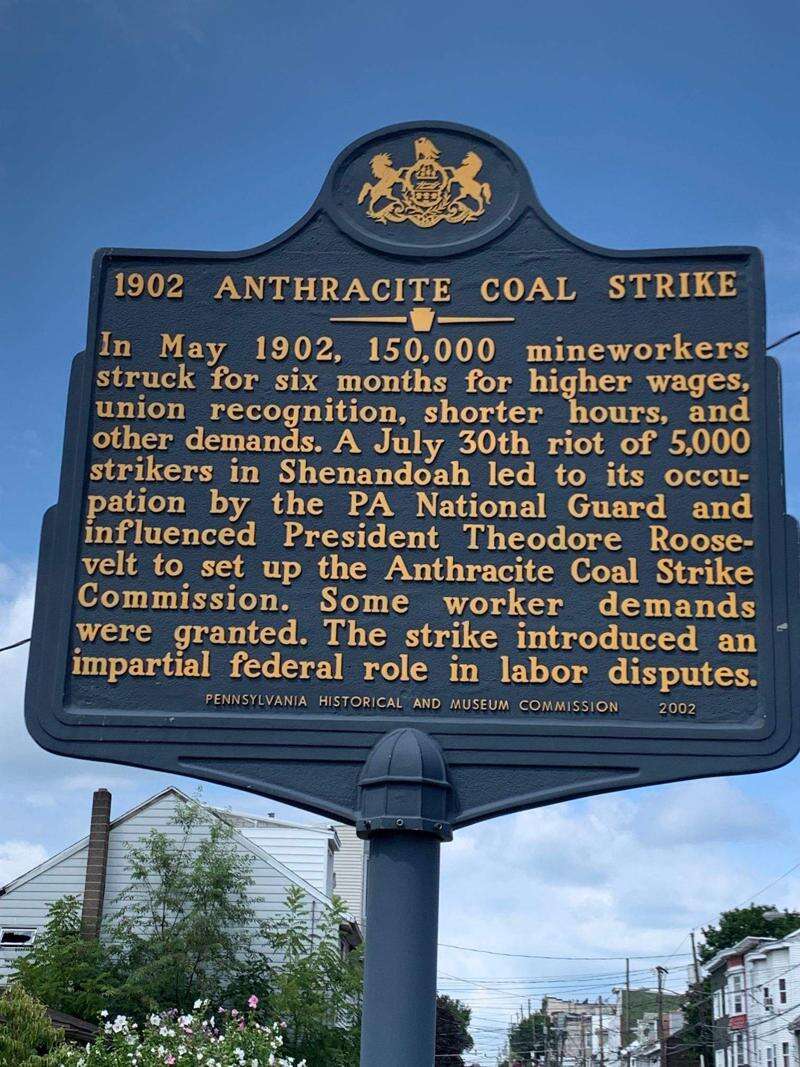 1902 ANTHRACITE COAL STRIKE
In May 1902, 150,000 mineworkers
struck for six months for higher wages,
union recognition, shorter hours, and
other demands. A July 30th riot of 5,000
strikers in Shenandoah led to its occu-
pation by the PA National Guard and
influenced President Theodore Roose-
velt to set up the Anthracite Coal Strike
Commission. Some worker demands
were granted. The strike introduced an
impartial federal role in labor disputes.
PENNSYLVANIA HISTORICAL AND MUSEUM COMMISSION 2002